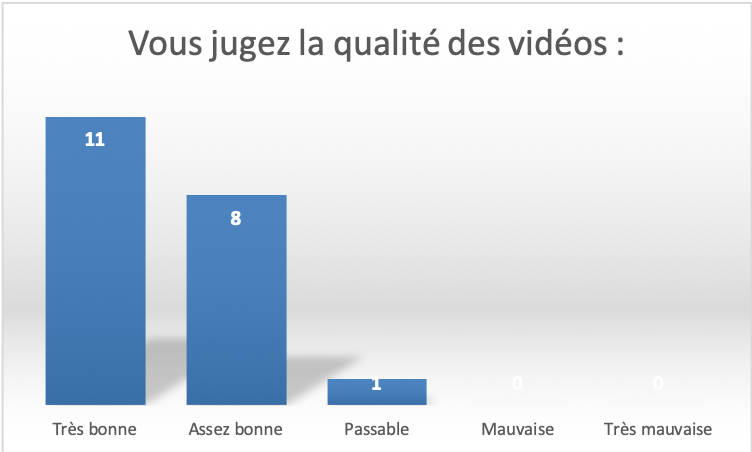 Vous jugez la qualité des vidéos :
11
8
1
0
0
Très bonne
Assez bonne
Passable
Mauvaise
Très mauvaise